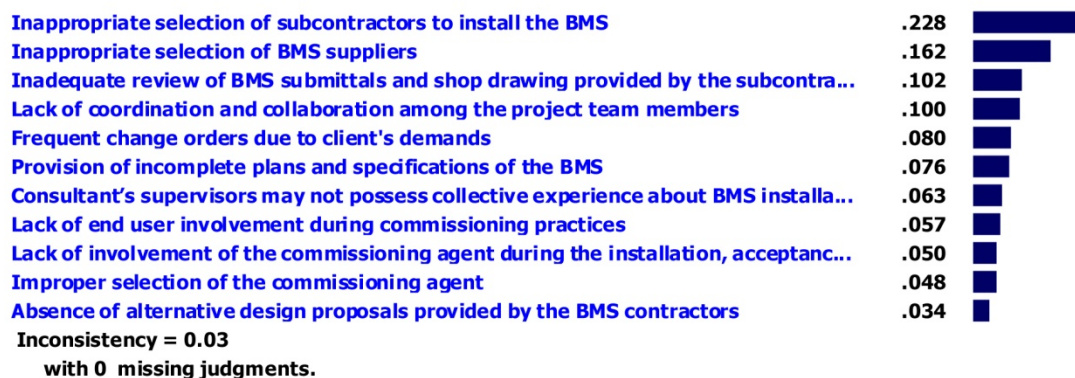 Inappropriate selection of subcontractors to install the BMS .228
Inappropriate selection of BMS suppliers .162
Inadequate review of BMS submittals and shop drawing provided by the subcontra... .102
Lack of coordination and collaboration among the project team members .100
Frequent change orders due to client's demands .080
Provision of incomplete plans and specifications of the BMS .076
Consultant’s supervisors may not possess collective experience about BMS installa... .063
Lack of end user involvement during commissioning practices .057
Lack of involvement of the commissioning agent during the installation, acceptanc... .050
Improper selection of the commissioning agent .048
Absence of alternative design proposals provided by the BMS contractors .034
Inconsistency = 0.03
with 0 missing judgments.